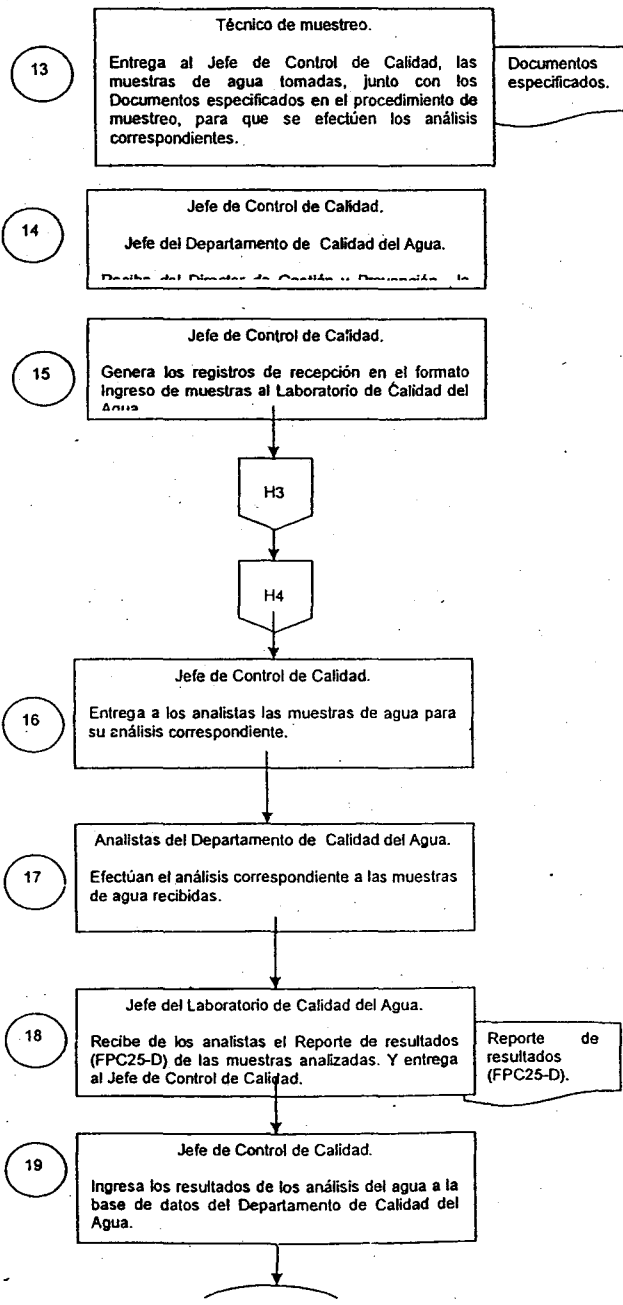 13
Técnico de muestreo.
Entrega al Jefe de Control de Calidad, las
muestras de agua tomadas, junto con los
Documentos especificados en el procedimiento de
muestreo, para que se efectúen los análisis
correspondientes.
Documentos
especificados.
14
Jefe de Control de Calidad.
Jefe del Departamento de Calidad del Agua.
15
Jefe de Control de Calidad.
Genera los registros de recepción en el formato
Ingreso de muestras al Laboratorio de Calidad del
Agua
H3
H4
16
Jefe de Control de Calidad.
Entrega a los analistas las muestras de agua para
su análisis correspondiente.
17
Analistas del Departamento de Calidad del Agua.
Efectúan el análisis correspondiente a las muestras
de agua recibidas.
18
Jefe del Laboratorio de Calidad del Agua.
Recibe de los analistas el Reporte de resultados
(FPC25-D) de las muestras analizadas. Y entrega
al Jefe de Control de Calidad.
Reporte de
resultados
(FPC25-D).
19
Jefe de Control de Calidad.
Ingresa los resultados de los análisis del agua a la
base de datos del Departamento de Calidad del
Agua.